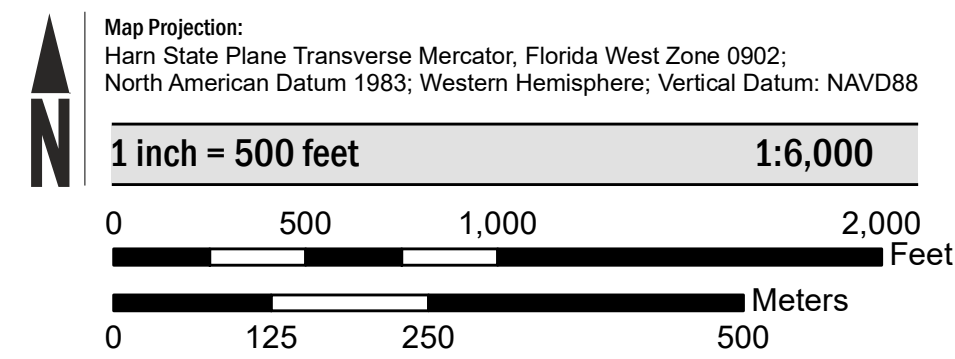 N
Map Projection:
Harn State Plane Transverse Mercator, Florida West Zone 0902;
North American Datum 1983; Western Hemisphere; Vertical Datum: NAVD88
1 inch = 500 feet 1:6,000
0 500 1,000 2,000
Feet
Meters
0 125 250 500